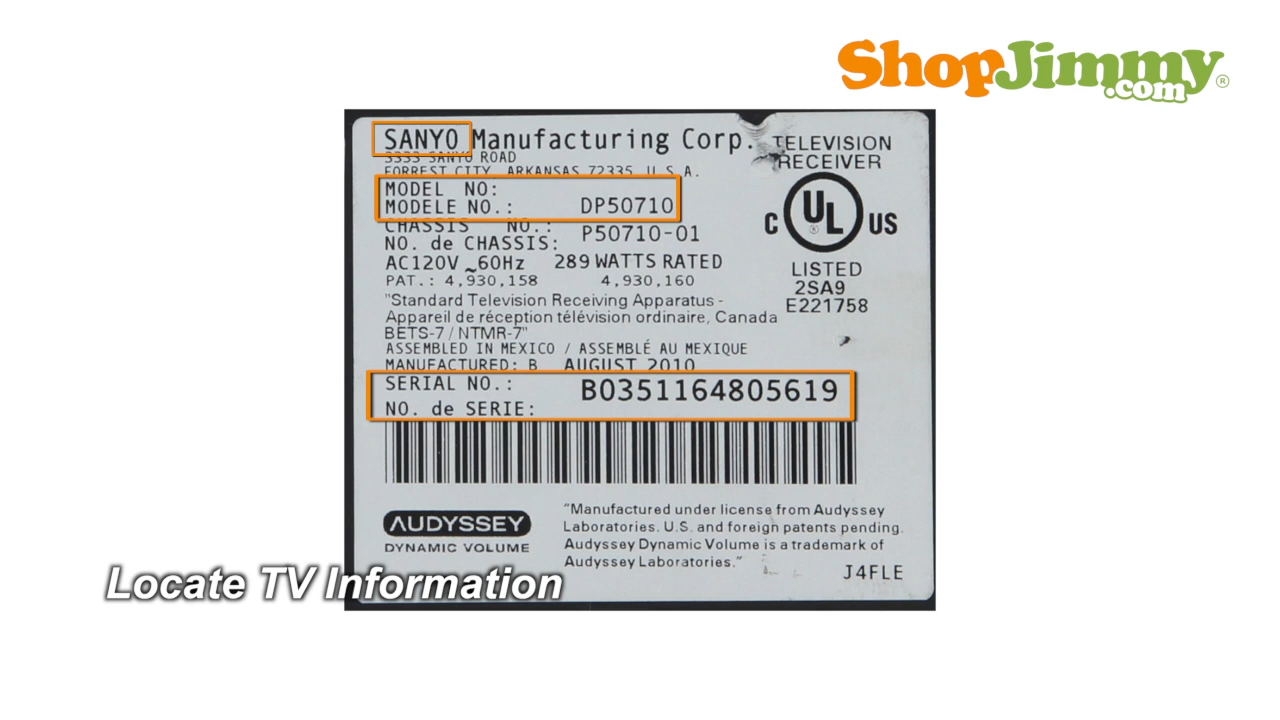 ShopJimmy®
.com
SANYO Manufacturing Corp.
3333 SANYO ROAD
FORREST CITY, ARKANSAS 72335 U.S.A.
TELEVISION
RECEIVER
MODEL NO:
MODELE NO.: DP50710
CHASSIS NO.:
NO. de CHASSIS: P50710-01
C UL ® US
LISTED
2SA9
E221758
AC120V ~60Hz 289 WATTS RATED
PAT.: 4,930,158 4,930,160
"Standard Television Receiving Apparatus -
Appareil de réception télévision ordinaire, Canada
BETS-7 / NTMR-7"
ASSEMBLED IN MEXICO / ASSEMBLÉ AU MEXIQUE
MANUFACTURED: B AUGUST 2010
SERIAL NO.: B0351164805619
NO. de SERIE:
AUDYSSEY
DYNAMIC VOLUME
"Manufactured under license from Audyssey
Laboratories. U.S. and foreign patents pending.
Audyssey Dynamic Volume is a trademark of
Audyssey Laboratories."
J4FLE
Locate TV Information